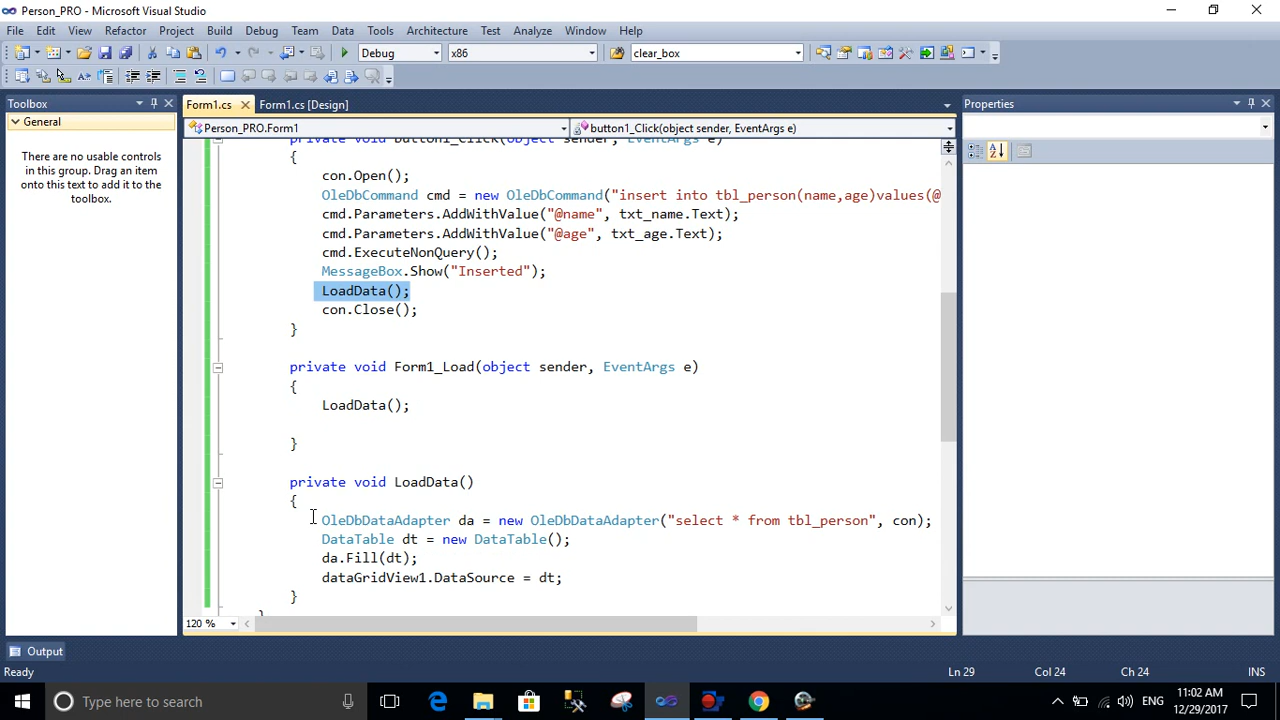 Person_PRO - Microsoft Visual Studio
File Edit View Refactor Project Build Debug Team Data Tools Architecture Test Analyze Window Help
Debug x86 clear_box
Toolbox
General
There are no usable controls
in this group. Drag an item
onto this text to add it to the
toolbox.
Form1.cs Form1.cs [Design]
Person_PRO.Form1 button1_Click(object sender, EventArgs e)
private void button1_Click(object sender, EventArgs e)
{
con.Open();
OleDbCommand cmd = new OleDbCommand("insert into tbl_person(name,age)values(@
cmd.Parameters.AddWithValue("@name", txt_name.Text);
cmd.Parameters.AddWithValue("@age", txt_age.Text);
cmd.ExecuteNonQuery();
MessageBox.Show("Inserted");
LoadData();
con.Close();
}
private void Form1_Load(object sender, EventArgs e)
{
LoadData();
}
private void LoadData()
{
OleDbDataAdapter da = new OleDbDataAdapter("select * from tbl_person", con);
DataTable dt = new DataTable();
da.Fill(dt);
dataGridView1.DataSource = dt;
}
120 %
Properties
Output
Ready Ln 29 Col 24 Ch 24 INS
Type here to search
ENG
11:02 AM
12/29/2017